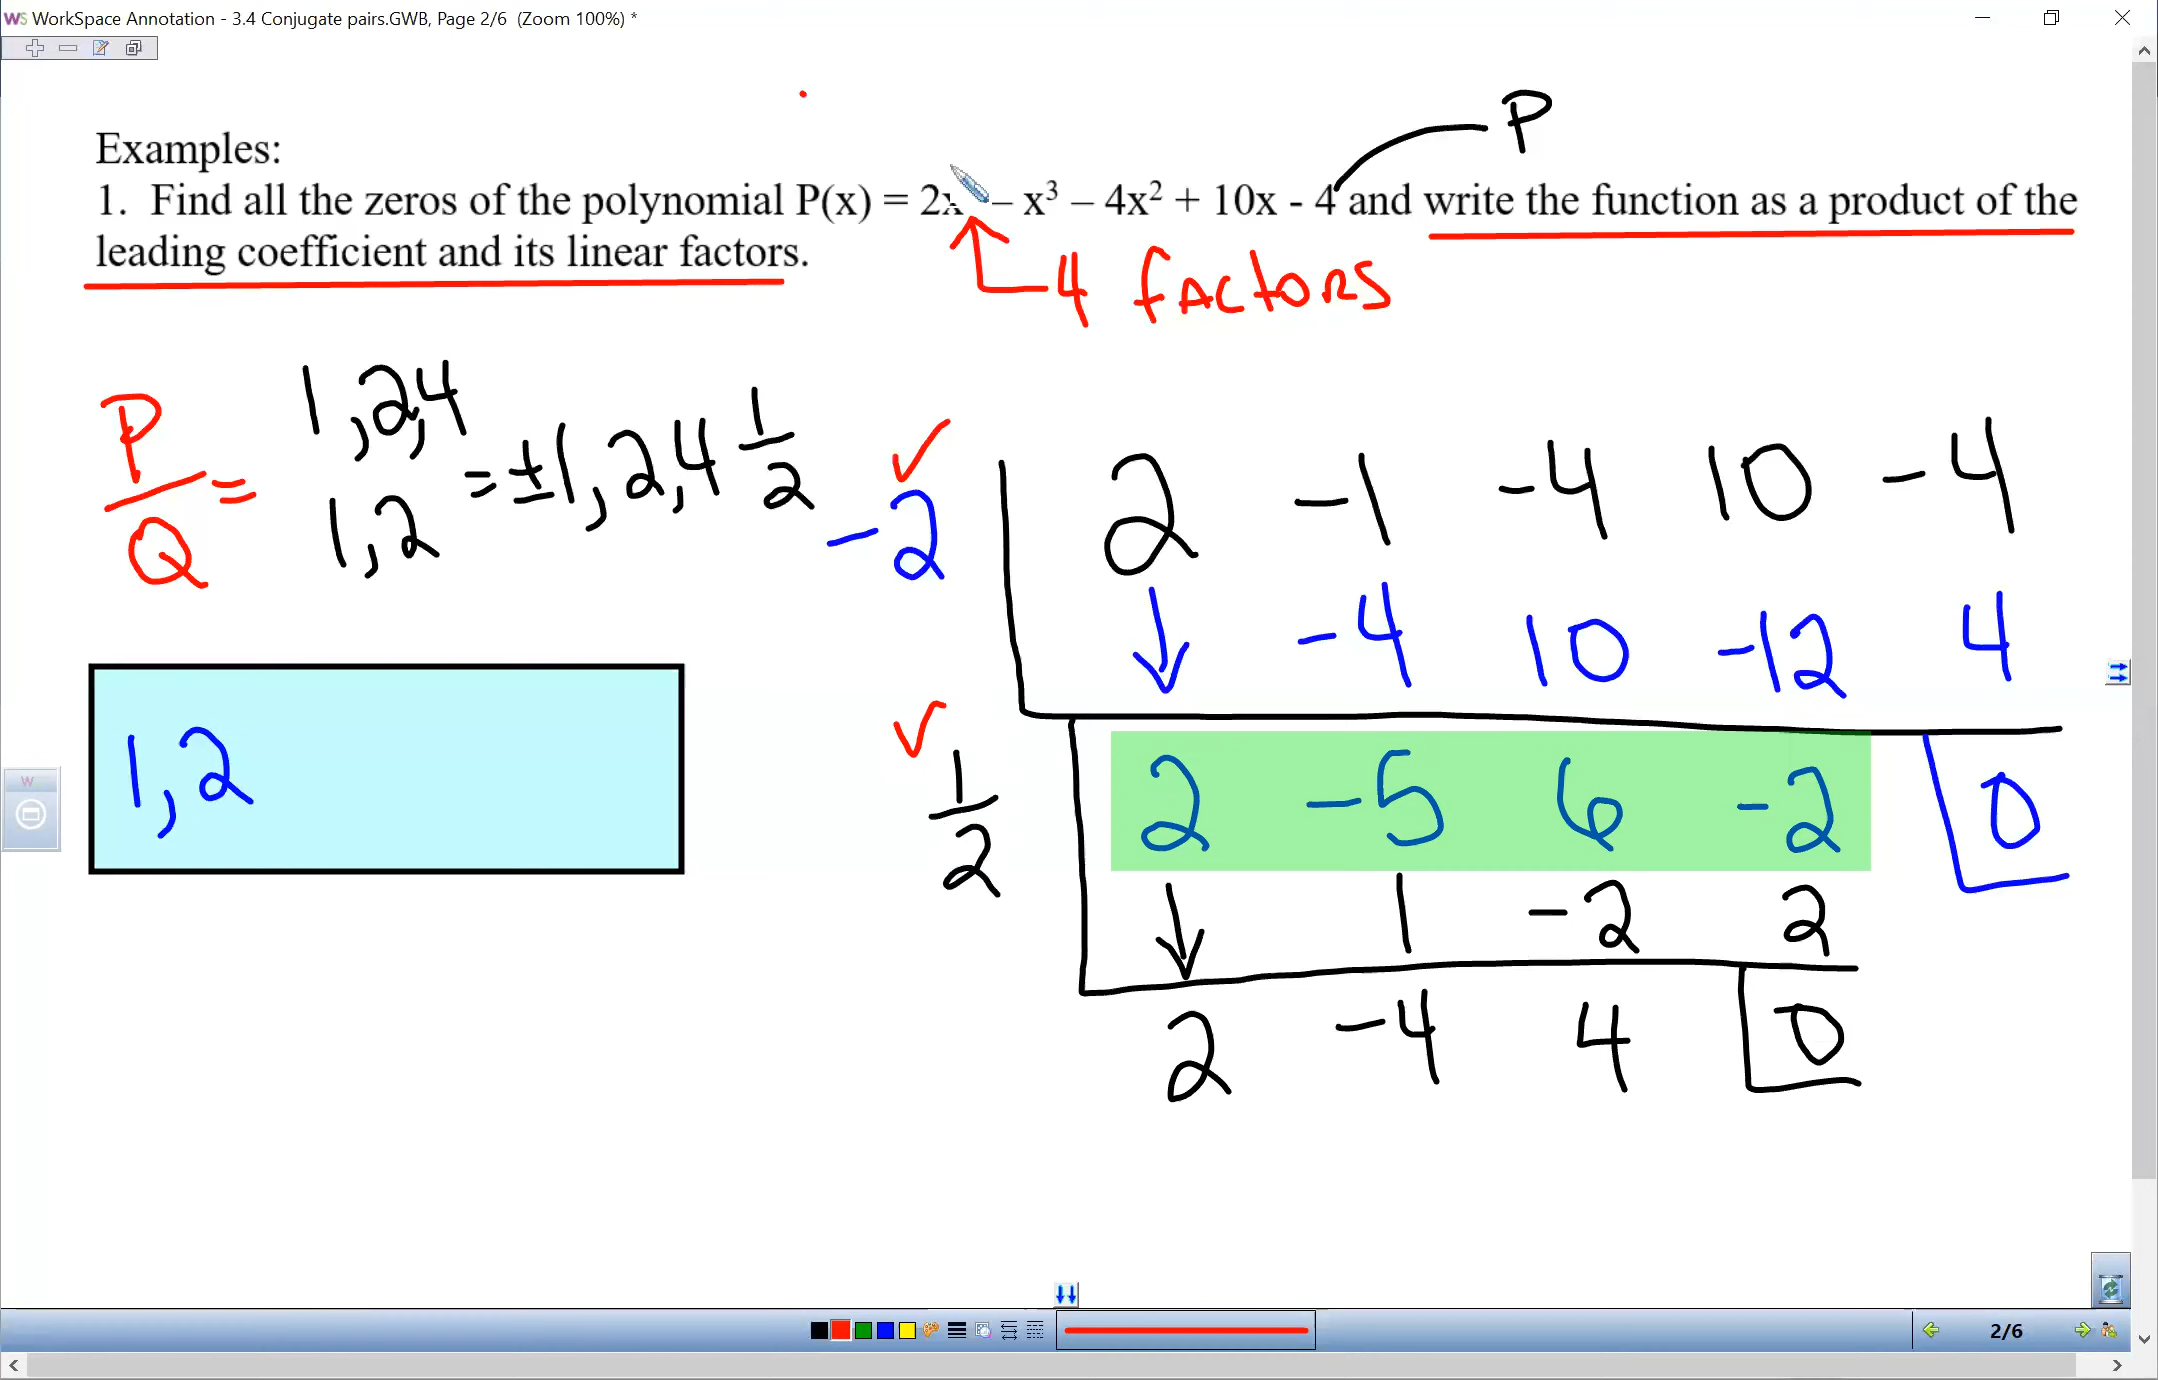 WS WorkSpace Annotation - 3.4 Conjugate pairs.GWB, Page 2/6 (Zoom 100%) *
P
Examples:
1. Find all the zeros of the polynomial P(x) = 2x – x³ – 4x² + 10x - 4 and write the function as a product of the
leading coefficient and its linear factors.
4 FACTORS
P/Q = 1,2,4/1,2 = ±1,2,4 1/2
✓
-2 2 -1 -4 10 -4
-4 10 -12 4
✓
1/2 2 -5 6 -2 0
1 -2 2
2 -4 4 0
1,2
W
2/6